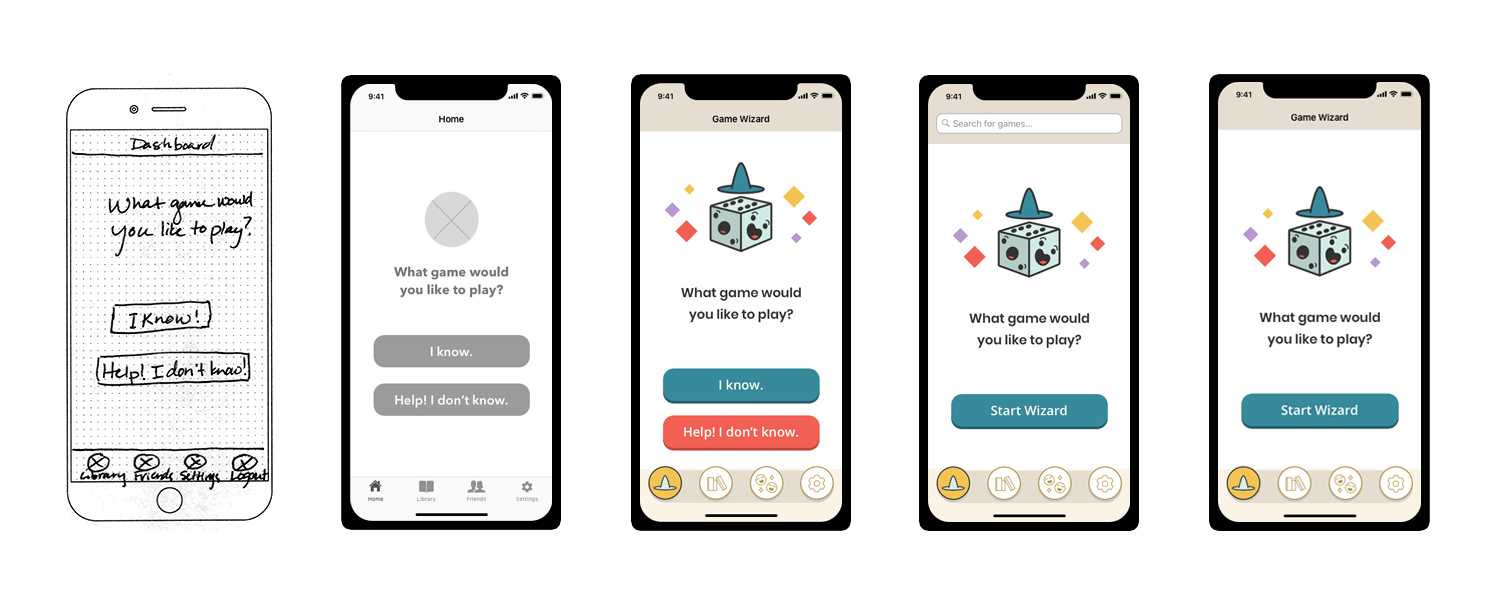 Dashboard
What game would
you like to play?
I Know!
Help! I don't know!
Library Friends Settings Logout
9:41
Home
What game would
you like to play?
I know.
Help! I don't know.
Home Library Friends Settings
9:41
Game Wizard
What game would
you like to play?
I know.
Help! I don't know.
9:41
Search for games...
What game would
you like to play?
Start Wizard
9:41
Game Wizard
What game would
you like to play?
Start Wizard